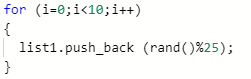 for (i=0;i<10;i++)
{
list1.push_back (rand()%25);
}